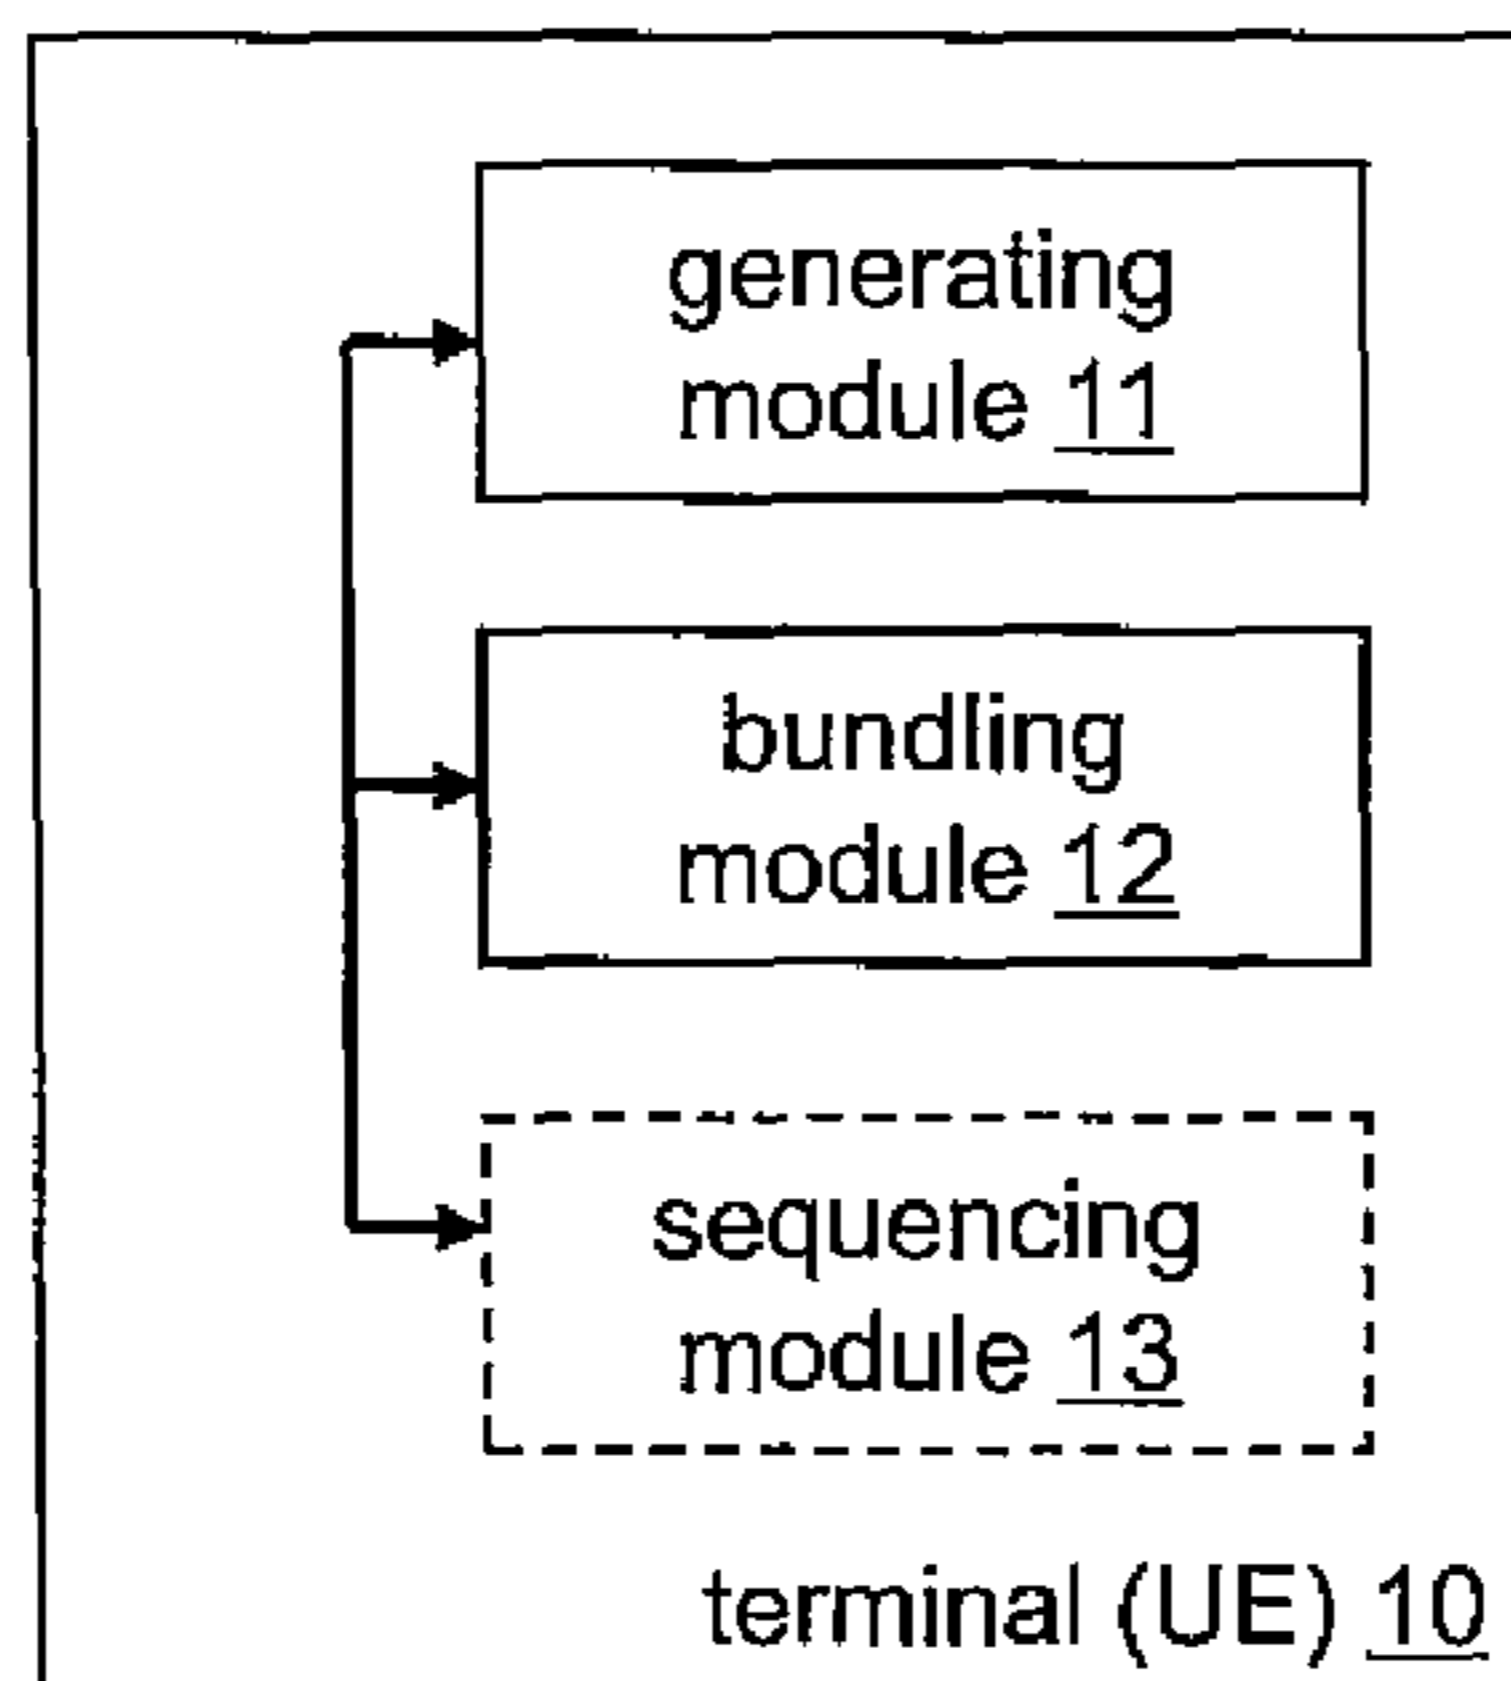 generating
module 11
bundling
module 12
sequencing
module 13
terminal (UE) 10